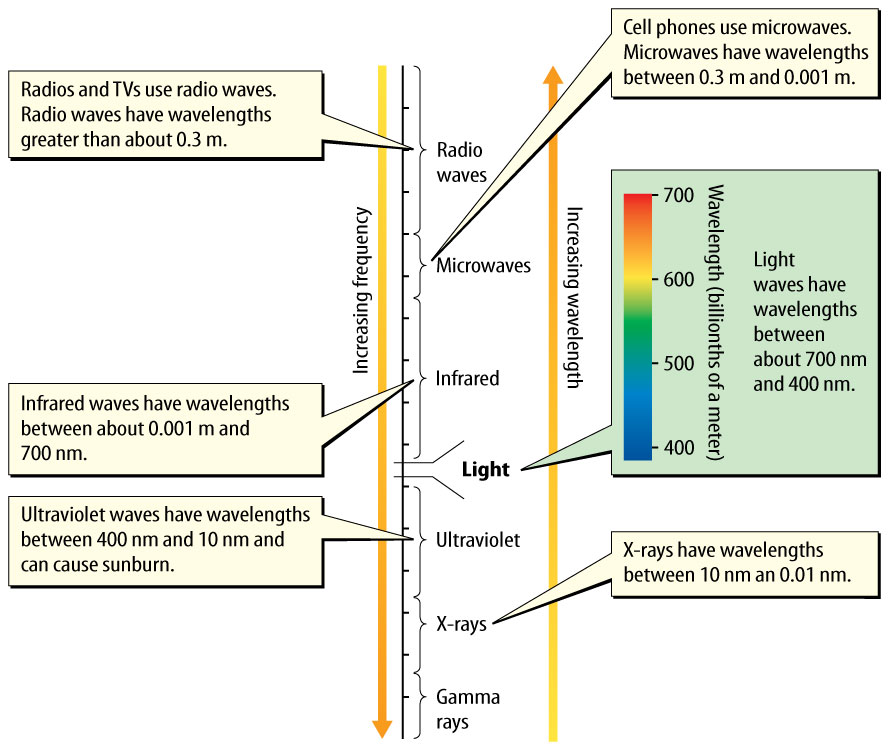 Cell phones use microwaves.
Microwaves have wavelengths
between 0.3 m and 0.001 m.
Radios and TVs use radio waves.
Radio waves have wavelengths
greater than about 0.3 m.
Radio
waves
Microwaves
Infrared
Light
Ultraviolet
X-rays
Gamma
rays
Increasing frequency
Increasing wavelength
700
600
500
400
Wavelength (billionths of a meter)
Light
waves have
wavelengths
between
about 700 nm
and 400 nm.
Infrared waves have wavelengths
between about 0.001 m and
700 nm.
Ultraviolet waves have wavelengths
between 400 nm and 10 nm and
can cause sunburn.
X-rays have wavelengths
between 10 nm an 0.01 nm.